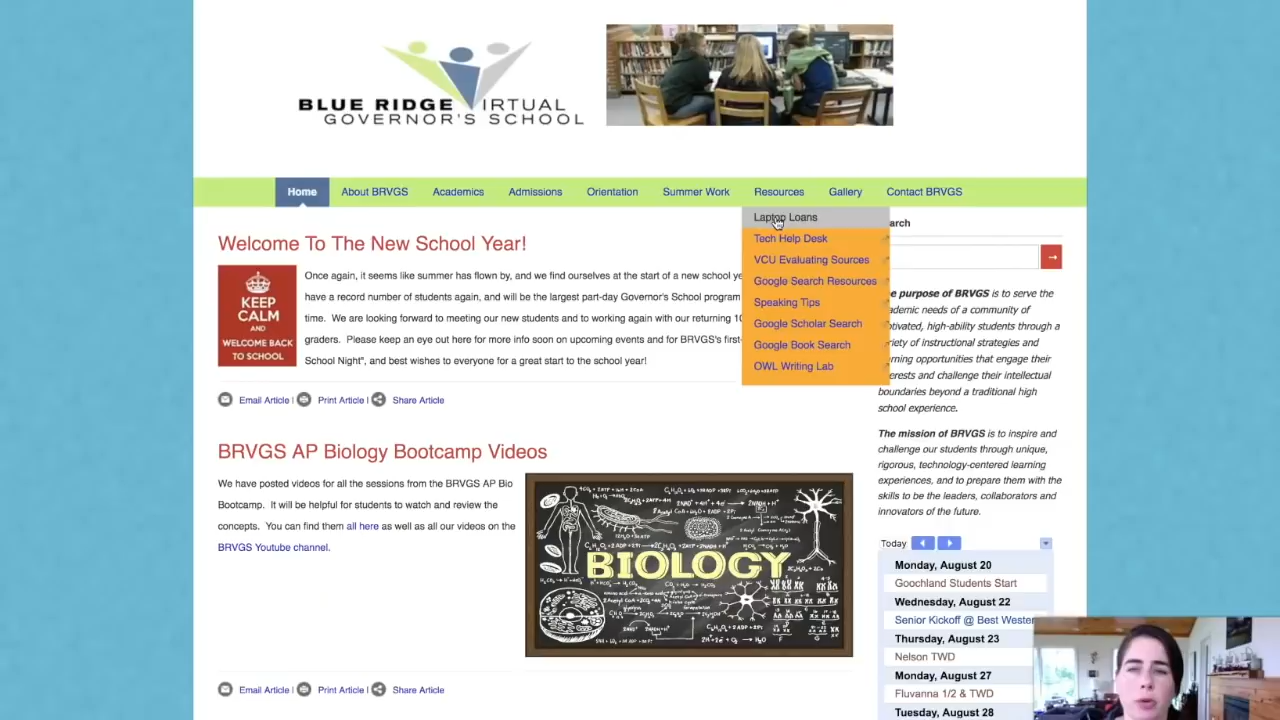 BLUE RIDGE VIRTUAL
GOVERNOR'S SCHOOL
Home About BRVGS Academics Admissions Orientation Summer Work Resources Gallery Contact BRVGS
Laptop Loans
Tech Help Desk
VCU Evaluating Sources
Google Search Resources
Speaking Tips
Google Scholar Search
Google Book Search
OWL Writing Lab
Welcome To The New School Year!
KEEP
CALM
AND
WELCOME BACK
TO SCHOOL
Once again, it seems like summer has flown by, and we find ourselves at the start of a new school
have a record number of students again, and will be the largest part-day Governor's School program
time. We are looking forward to meeting our new students and to working again with our returning
graders. Please keep an eye out here for more info soon on upcoming events and for BRVGS's
School Night", and best wishes to everyone for a great start to the school year!
Email Article | Print Article | Share Article
BRVGS AP Biology Bootcamp Videos
We have posted videos for all the sessions from the BRVGS AP Bio
Bootcamp. It will be helpful for students to watch and review the
concepts. You can find them all here as well as all our videos on the
BRVGS Youtube channel.
BIOLOGY
Email Article | Print Article | Share Article
→
purpose of BRVGS is to serve the
needs of a community of
high-ability students through a
of instructional strategies and
opportunities that engage their
and challenge their intellectual
boundaries beyond a traditional high
school experience.
The mission of BRVGS is to inspire and
challenge our students through unique,
rigorous, technology-centered learning
experiences, and to prepare them with the
skills to be the leaders, collaborators and
innovators of the future.
Today
Monday, August 20
Goochland Students Start
Wednesday, August 22
Senior Kickoff @ Best
Thursday, August 23
Nelson TWD
Monday, August 27
Fluvanna 1/2 & TWD
Tuesday, August 28